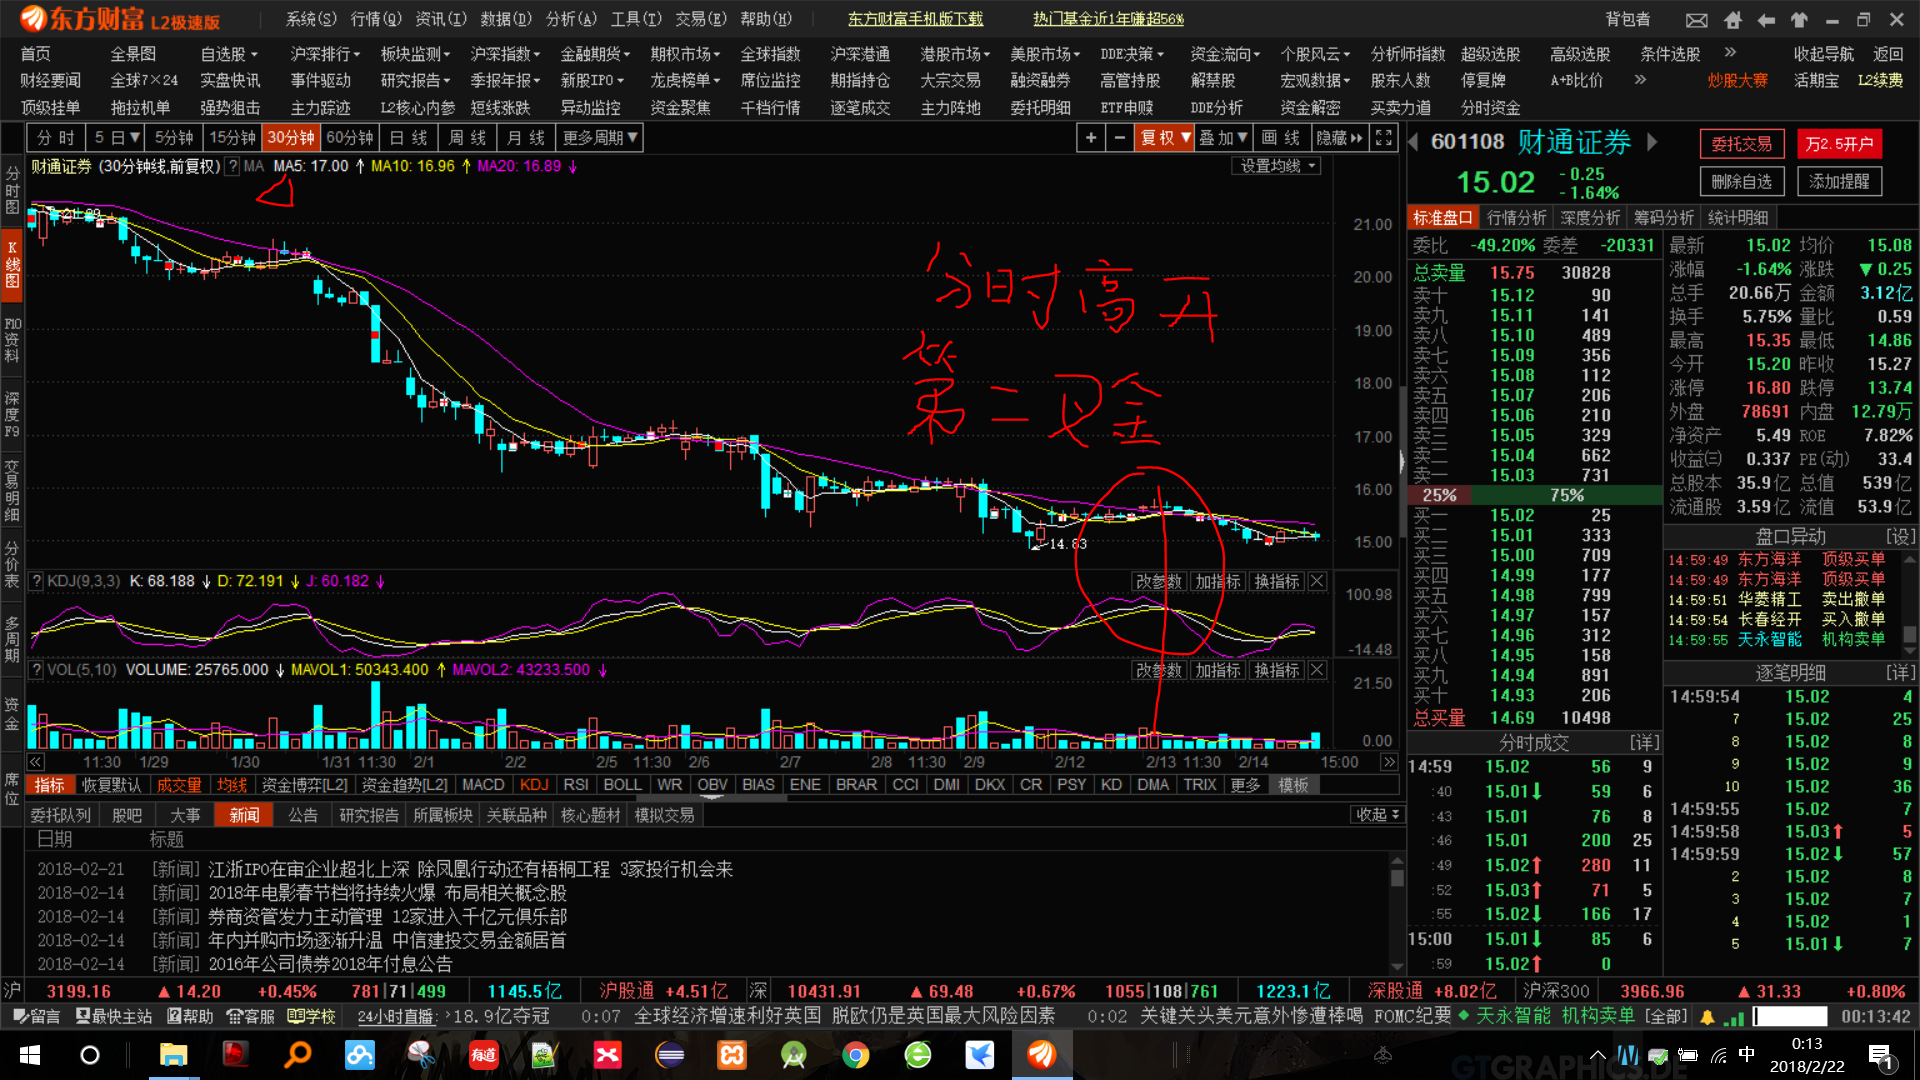 东方财富 L2极速版 系统(S) 行情(Q) 资讯(I) 数据(D) 分析(A) 工具(T) 交易(E) 帮助(H) 东方财富手机版下载 热门基金近1年赚超56% 背包者
首页 全景图 自选股 沪深排行 板块监测 沪深指数 金融期货 期权市场 全球指数 沪深港通 港股市场 美股市场 DDE决策 资金流向 个股风云 分析师指数 超级选股 高级选股 条件选股 » 收起导航 返回
财经要闻 全球7×24 实盘快讯 事件驱动 研究报告 季报年报 新股IPO 龙虎榜单 席位监控 期指持仓 大宗交易 融资融券 高管持股 解禁股 宏观数据 股东人数 停复牌 A+B比价 » 炒股大赛 活期宝 L2续费
顶级挂单 拖拉机单 强势狙击 主力踪迹 L2核心内参 短线涨跌 异动监控 资金聚焦 千档行情 逐笔成交 主力阵地 委托明细 ETF申赎 DDE分析 资金解密 买卖力道 分时资金
分时 5日▼ 5分钟 15分钟 30分钟 60分钟 日线 周线 月线 更多周期▼ + - 复权▼ 叠加▼ 画线 隐藏
财通证券 (30分钟线,前复权) ? MA MA5: 17.00 ↑ MA10: 16.96 ↑ MA20: 16.89 ↓ 设置均线
分时图
K线图
F10资料
深度F9
交易明细
分价表
多周期
资金
席位
21.00
20.00
19.00
18.00
17.00
16.00
15.00
14.83
分时高开
第二又金
? KDJ(9,3,3) K: 68.188 ↓ D: 72.191 ↓ J: 60.182 ↓ 改参数 加指标 换指标
100.98
-14.48
? VOL(5,10) VOLUME: 25765.000 ↓ MAVOL1: 50343.400 ↑ MAVOL2: 43233.500 ↓ 改参数 加指标 换指标
21.50
0.00
11:30 1/29 1/30 1/31 11:30 2/1 2/2 2/5 11:30 2/6 2/7 2/8 11:30 2/9 2/12 2/13 11:30 2/14 15:00
指标 恢复默认 成交量 均线 资金博弈[L2] 资金趋势[L2] MACD KDJ RSI BOLL WR OBV BIAS ENE BRAR CCI DMI DKX CR PSY KD DMA TRIX 更多 模板
委托队列 股吧 大事 新闻 公告 研究报告 所属板块 关联品种 核心题材 模拟交易 收起
日期 标题
2018-02-21 [新闻] 江浙IPO在审企业超北上深 除凤凰行动还有梧桐工程 3家投行机会来
2018-02-14 [新闻] 2018年电影春节档将持续火爆 布局相关概念股
2018-02-14 [新闻] 券商资管发力主动管理 12家进入千亿元俱乐部
2018-02-14 [新闻] 年内并购市场逐渐升温 中信建投交易金额居首
2018-02-14 [新闻] 2016年公司债券2018年付息公告
601108 财通证券 委托交易 万2.5开户
15.02 -0.25 -1.64% 删除自选 添加提醒
标准盘口 行情分析 深度分析 筹码分析 统计明细
委比 -49.20% 委差 -20331
总卖量 15.75 30828
卖十 15.12 90
卖九 15.11 141
卖八 15.10 489
卖七 15.09 356
卖六 15.08 112
卖五 15.07 206
卖四 15.06 210
卖三 15.05 329
卖二 15.04 662
卖一 15.03 731
25% 75%
买一 15.02 25
买二 15.01 333
买三 15.00 709
买四 14.99 177
买五 14.98 799
买六 14.97 157
买七 14.96 312
买八 14.95 158
买九 14.94 891
买十 14.93 206
总买量 14.69 10498
分时成交 [详]
14:59 15.02 56 9
:40 15.01↓ 59 6
:43 15.01 76 8
:46 15.01 200 25
:49 15.02↑ 280 11
:52 15.03↑ 71 5
:55 15.02↓ 166 17
15:00 15.01↓ 85 6
:59 15.02↑ 0
最新 15.02 均价 15.08
涨幅 -1.64% 涨跌 ▼0.25
总手 20.66万 金额 3.12亿
换手 5.75% 量比 0.59
最高 15.35 最低 14.86
今开 15.20 昨收 15.27
涨停 16.80 跌停 13.74
外盘 78691 内盘 12.79万
净资产 5.49 ROE 7.82%
收益㈢ 0.337 PE(动) 33.4
总股本 35.9亿 总值 539亿
流通股 3.59亿 流值 53.9亿
盘口异动 [设]
14:59:49 东方海洋 顶级买单
14:59:49 东方海洋 顶级买单
14:59:51 华菱精工 卖出撤单
14:59:54 长春经开 买入撤单
14:59:55 天永智能 机构卖单
逐笔明细 [详]
14:59:54 15.02 4
7 15.02 25
8 15.02 8
9 15.02 9
10 15.02 36
14:59:55 15.02 7
14:59:58 15.03↑ 5
14:59:59 15.02↓ 57
2 15.02 8
3 15.02 7
4 15.02 1
5 15.01↓ 7
沪 3199.16 ▲14.20 +0.45% 781|71|499 1145.5亿 沪股通 +4.51亿 深 10431.91 ▲69.48 +0.67% 1055|108|761 1223.1亿 深股通 +8.02亿 沪深300 3966.96 ▲31.33 +0.80%
留言 最快主站 帮助 客服 学校 24小时直播: 18.9亿夺冠 0:07 全球经济增速利好英国 脱欧仍是英国最大风险因素 0:02 关键关头美元意外惨遭棒喝 FOMC纪要 ◆天永智能 机构卖单 [全部] 00:13:42
有道 中 0:13
2018/2/22 1
GTGRAPHICS.DE